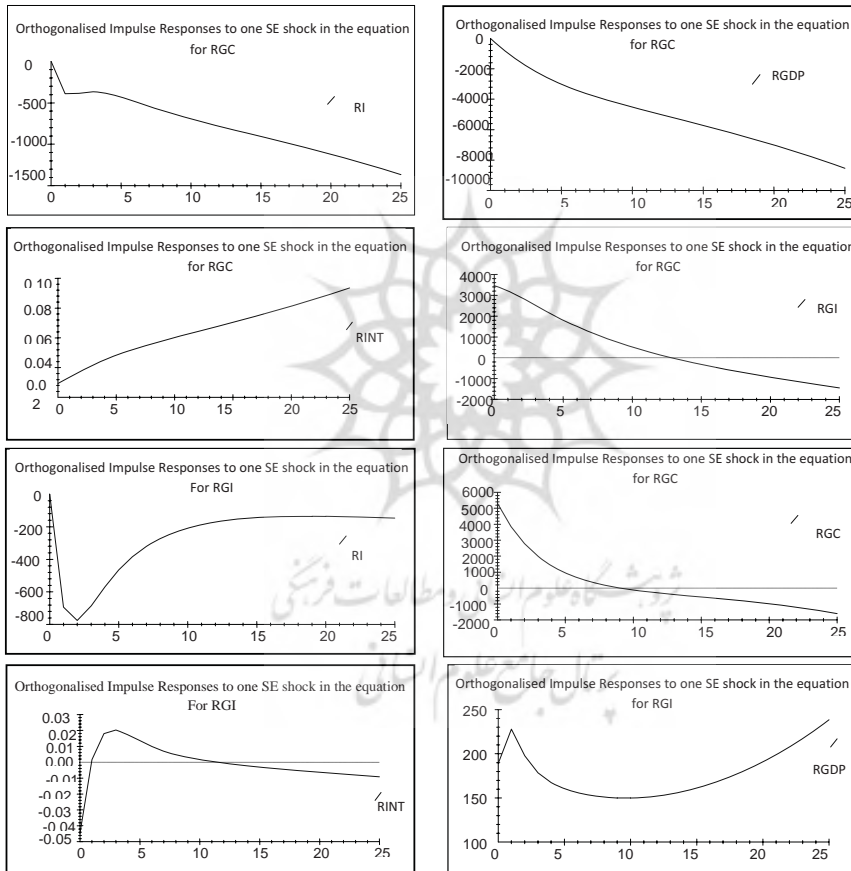 Orthogonalised Impulse Responses to one SE shock in the equation
for RGC
0
-500
-1000
-1500
0 5 10 15 20 25
RI
Orthogonalised Impulse Responses to one SE shock in the equation
for RGC
0
-2000
-4000
-6000
-8000
-10000
0 5 10 15 20 25
RGDP
Orthogonalised Impulse Responses to one SE shock in the equation
for RGC
0.10
0.08
0.06
0.04
0.0
2
0 5 10 15 20 25
RINT
Orthogonalised Impulse Responses to one SE shock in the equation
for RGC
4000
3000
2000
1000
0
-1000
-2000
0 5 10 15 20 25
RGI
Orthogonalised Impulse Responses to one SE shock in the equation
For RGI
0
-200
-400
-600
-800
0 5 10 15 20 25
RI
Orthogonalised Impulse Responses to one SE shock in the equation
for RGC
6000
5000
4000
3000
2000
1000
0
-1000
-2000
0 5 10 15 20 25
RGC
Orthogonalised Impulse Responses to one SE shock in the equation
For RGI
0.03
0.02
0.01
0.00
-0.01
-0.02
-0.03
-0.04
-0.05
0 5 10 15 20 25
RINT
Orthogonalised Impulse Responses to one SE shock in the equation
for RGI
250
200
150
100
0 5 10 15 20 25
RGDP
پژوهشگاه علوم انسانی و مطالعات فرهنگی
پرتال جامع علوم انسانی